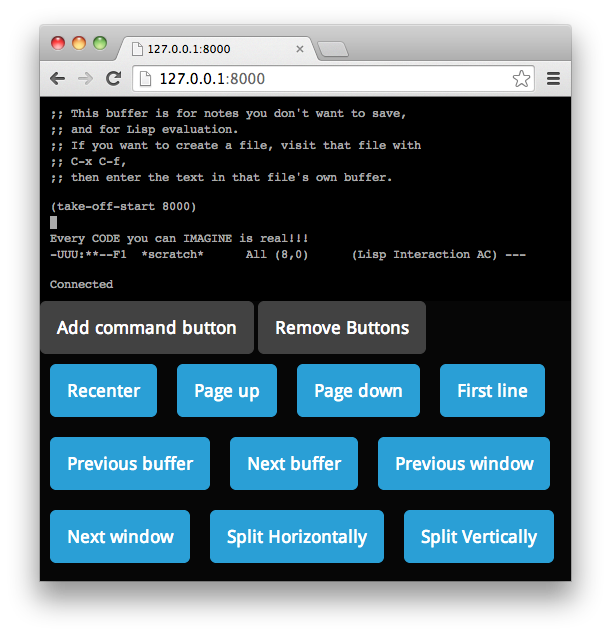 127.0.0.1:8000
127.0.0.1:8000
;; This buffer is for notes you don't want to save,
;; and for Lisp evaluation.
;; If you want to create a file, visit that file with
;; C-x C-f,
;; then enter the text in that file's own buffer.
(take-off-start 8000)
Every CODE you can IMAGINE is real!!!
-UUU:**--F1  *scratch*      All (8,0)      (Lisp Interaction AC) ---
Connected
Add command button Remove Buttons
Recenter Page up Page down First line
Previous buffer Next buffer Previous window
Next window Split Horizontally Split Vertically